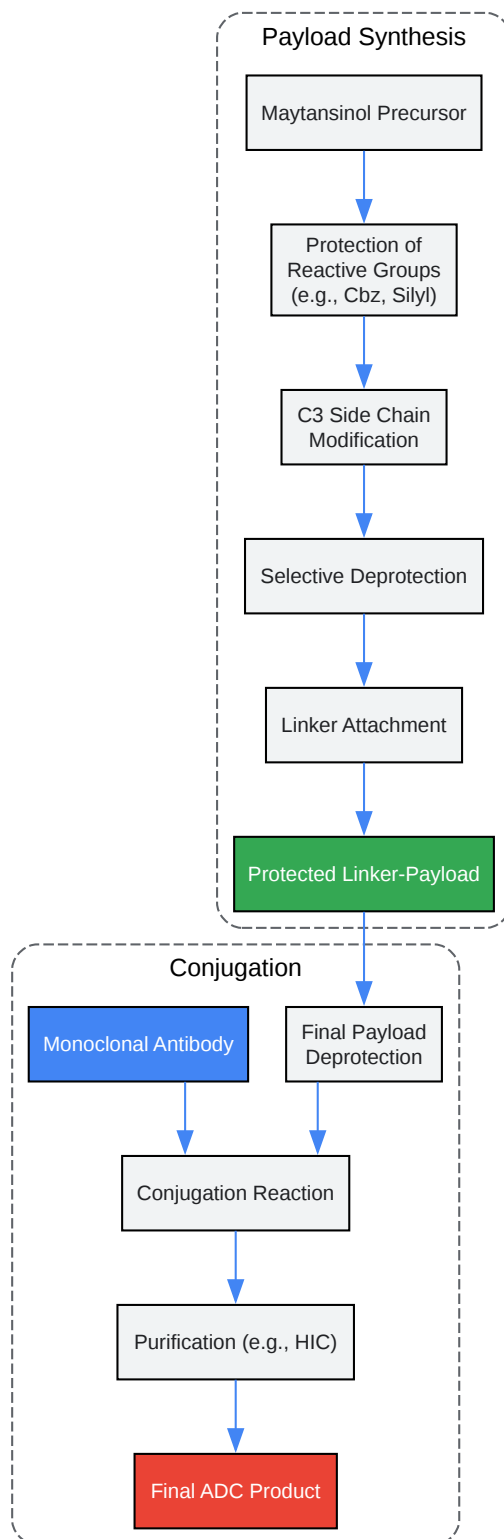 Payload Synthesis
Maytansinol Precursor
Protection of
Reactive Groups
(e.g., Cbz, Silyl)
C3 Side Chain
Modification
Selective Deprotection
Linker Attachment
Protected Linker-Payload
Conjugation
Monoclonal Antibody
Final Payload
Deprotection
Conjugation Reaction
Purification (e.g., HIC)
Final ADC Product